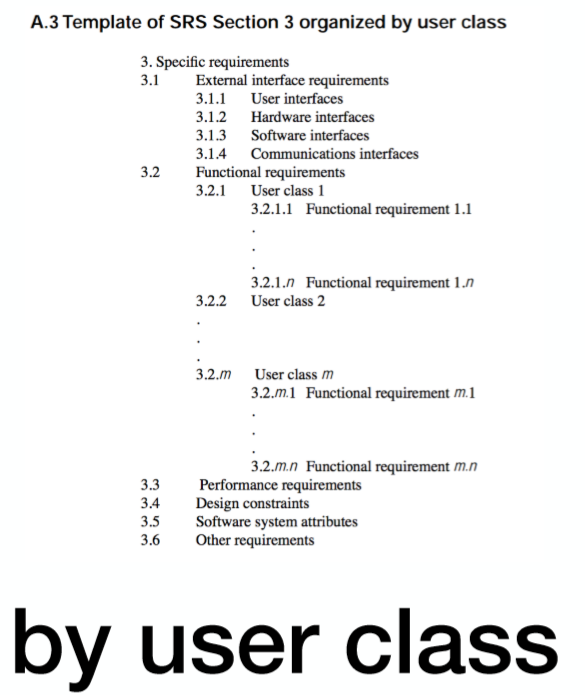 A.3 Template of SRS Section 3 organized by user class
3. Specific requirements
3.1 External interface requirements
3.1.1 User interfaces
3.1.2 Hardware interfaces
3.1.3 Software interfaces
3.1.4 Communications interfaces
3.2 Functional requirements
3.2.1 User class 1
3.2.1.1 Functional requirement 1.1
.
.
.
3.2.1.n Functional requirement 1.n
3.2.2 User class 2
.
.
.
3.2.m User class m
3.2.m.1 Functional requirement m.1
.
.
.
3.2.m.n Functional requirement m.n
3.3 Performance requirements
3.4 Design constraints
3.5 Software system attributes
3.6 Other requirements
by user class